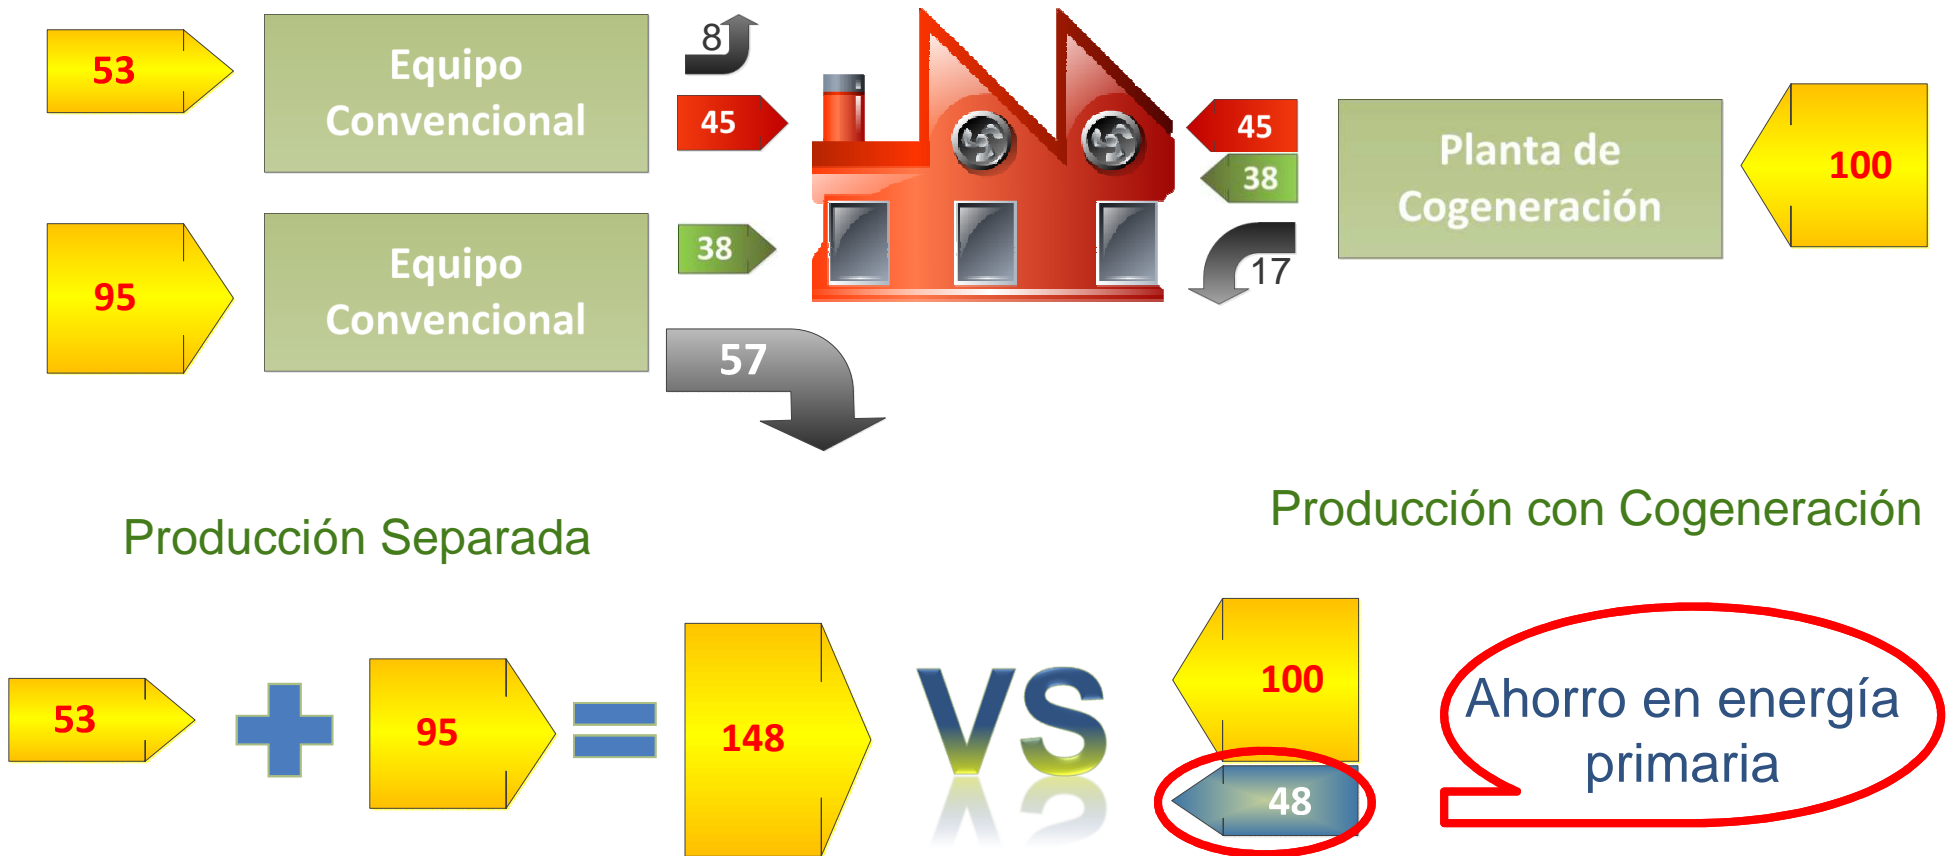 53
Equipo
Convencional
8
45
45
38
Planta de
Cogeneración
100
95
Equipo
Convencional
38
17
57
Producción Separada
Producción con Cogeneración
53
95
148
VS
100
48
Ahorro en energía
primaria